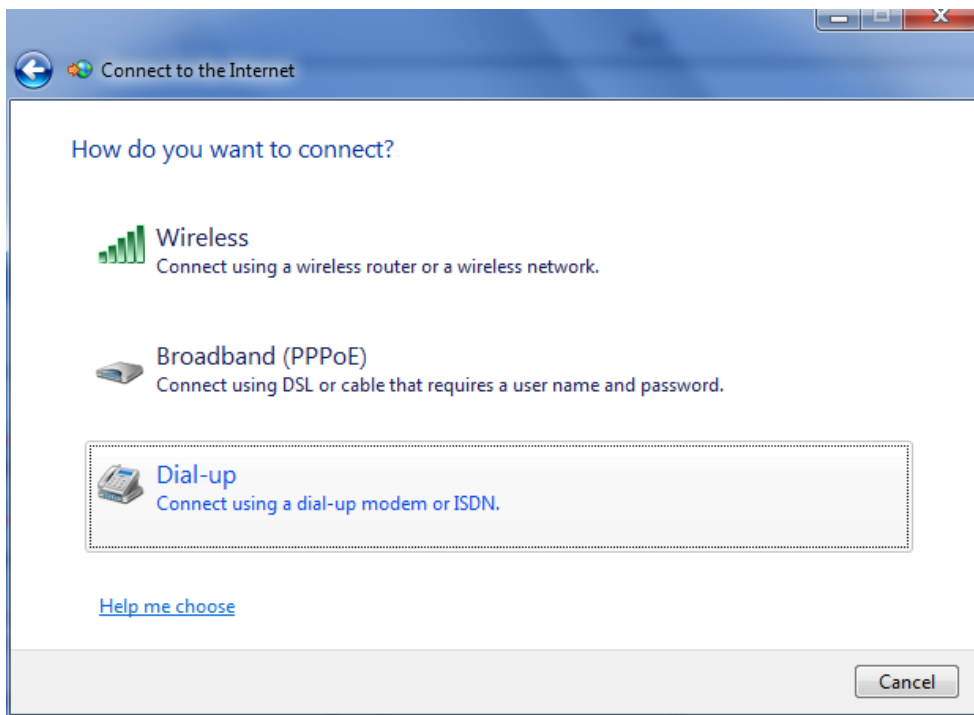 Connect to the Internet
How do you want to connect?
Wireless
Connect using a wireless router or a wireless network.
Broadband (PPPoE)
Connect using DSL or cable that requires a user name and password.
Dial-up
Connect using a dial-up modem or ISDN.
Help me choose
Cancel